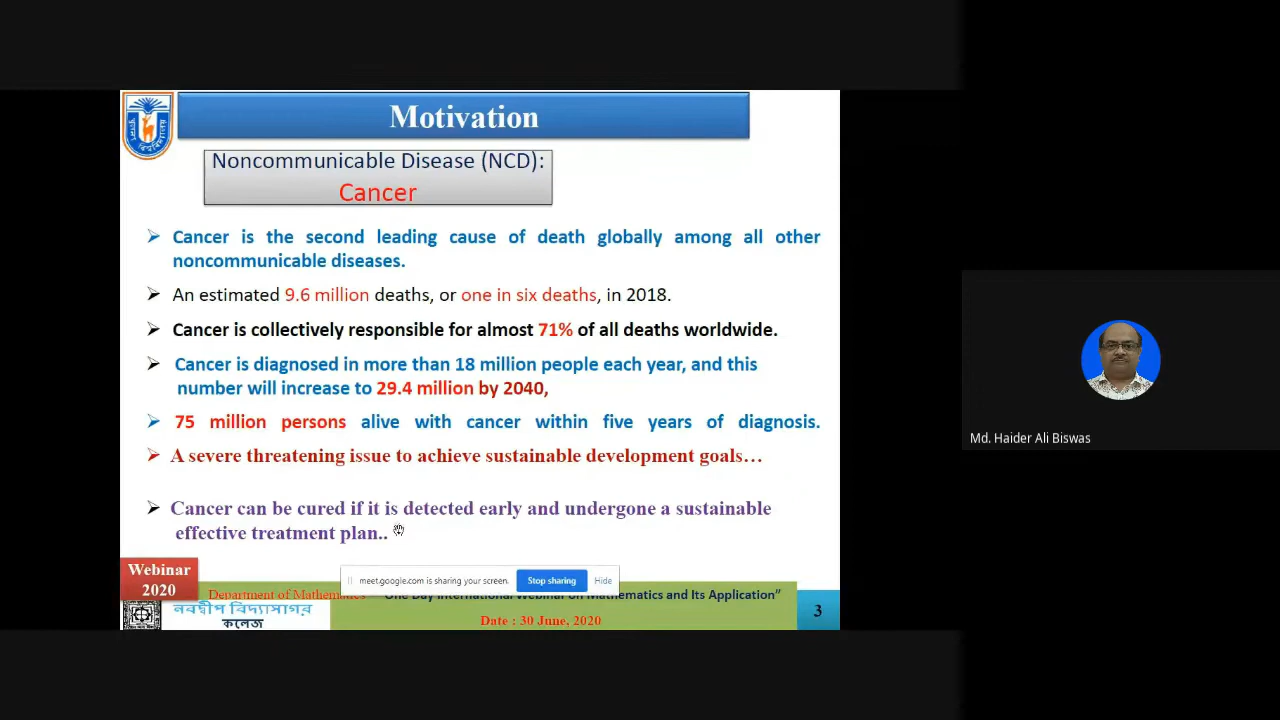 Motivation
Noncommunicable Disease (NCD):
Cancer
Cancer is the second leading cause of death globally among all other
noncommunicable diseases.
An estimated 9.6 million deaths, or one in six deaths, in 2018.
Cancer is collectively responsible for almost 71% of all deaths worldwide.
Cancer is diagnosed in more than 18 million people each year, and this
number will increase to 29.4 million by 2040,
75 million persons alive with cancer within five years of diagnosis.
A severe threatening issue to achieve sustainable development goals…
Cancer can be cured if it is detected early and undergone a sustainable
effective treatment plan..
Md. Haider Ali Biswas
Webinar
2020
meet.google.com is sharing your screen.
Stop sharing
Hide
Department of Mathematics
One Day International Webinar on Mathematics and Its Application”
নবদ্বীপ বিদ্যাসাগর
কলেজ
Date : 30 June, 2020
3